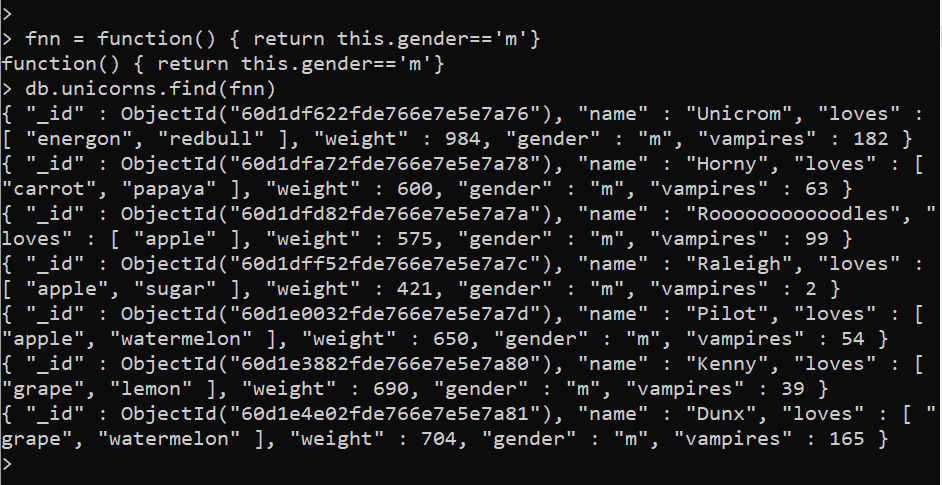 >
> fnn = function() { return this.gender=='m'}
function() { return this.gender=='m'}
> db.unicorns.find(fnn)
{ "_id" : ObjectId("60d1df622fde766e7e5e7a76"), "name" : "Unicrom", "loves" :
[ "energon", "redbull" ], "weight" : 984, "gender" : "m", "vampires" : 182 }
{ "_id" : ObjectId("60d1dfa72fde766e7e5e7a78"), "name" : "Horny", "loves" : [
"carrot", "papaya" ], "weight" : 600, "gender" : "m", "vampires" : 63 }
{ "_id" : ObjectId("60d1dfd82fde766e7e5e7a7a"), "name" : "Rooooooooooodles", "
loves" : [ "apple" ], "weight" : 575, "gender" : "m", "vampires" : 99 }
{ "_id" : ObjectId("60d1dff52fde766e7e5e7a7c"), "name" : "Raleigh", "loves" :
[ "apple", "sugar" ], "weight" : 421, "gender" : "m", "vampires" : 2 }
{ "_id" : ObjectId("60d1e0032fde766e7e5e7a7d"), "name" : "Pilot", "loves" : [
"apple", "watermelon" ], "weight" : 650, "gender" : "m", "vampires" : 54 }
{ "_id" : ObjectId("60d1e3882fde766e7e5e7a80"), "name" : "Kenny", "loves" : [
"grape", "lemon" ], "weight" : 690, "gender" : "m", "vampires" : 39 }
{ "_id" : ObjectId("60d1e4e02fde766e7e5e7a81"), "name" : "Dunx", "loves" : [ "
grape", "watermelon" ], "weight" : 704, "gender" : "m", "vampires" : 165 }
>